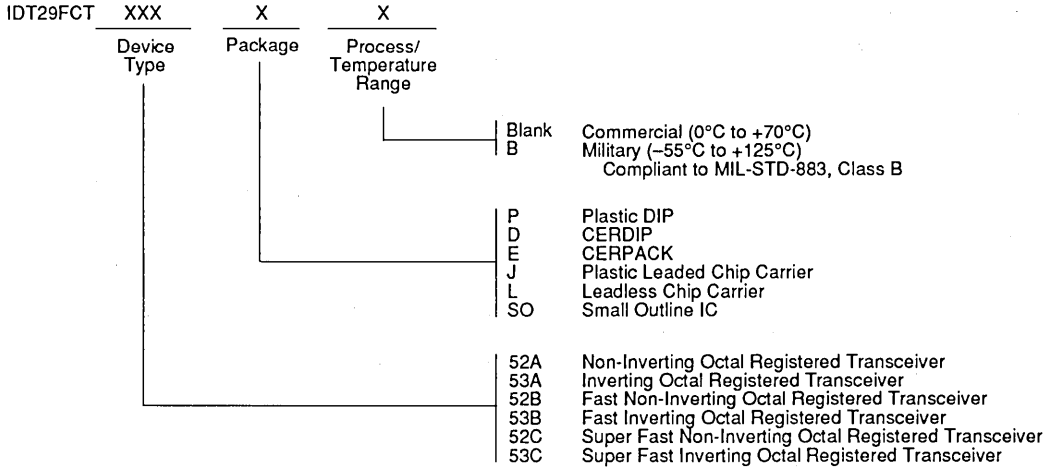 IDT29FCT XXX X X
Device Type Package Process/ Temperature Range
Blank Commercial (0°C to +70°C)
B Military (–55°C to +125°C)
Compliant to MIL-STD-883, Class B
P Plastic DIP
D CERDIP
E CERPACK
J Plastic Leaded Chip Carrier
L Leadless Chip Carrier
SO Small Outline IC
52A Non-Inverting Octal Registered Transceiver
53A Inverting Octal Registered Transceiver
52B Fast Non-Inverting Octal Registered Transceiver
53B Fast Inverting Octal Registered Transceiver
52C Super Fast Non-Inverting Octal Registered Transceiver
53C Super Fast Inverting Octal Registered Transceiver